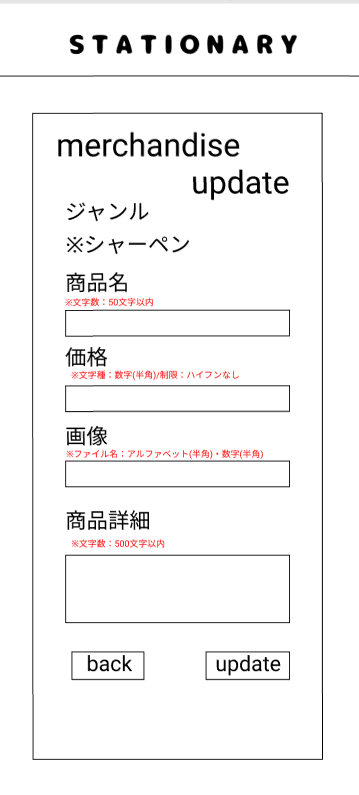 STATIONARY
merchandise
update
ジャンル
※シャーペン
商品名
※文字数：50文字以内
価格
※文字種：数字(半角)/制限：ハイフンなし
画像
※ファイル名：アルファベット(半角)・数字(半角)
商品詳細
※文字数：500文字以内
back
update